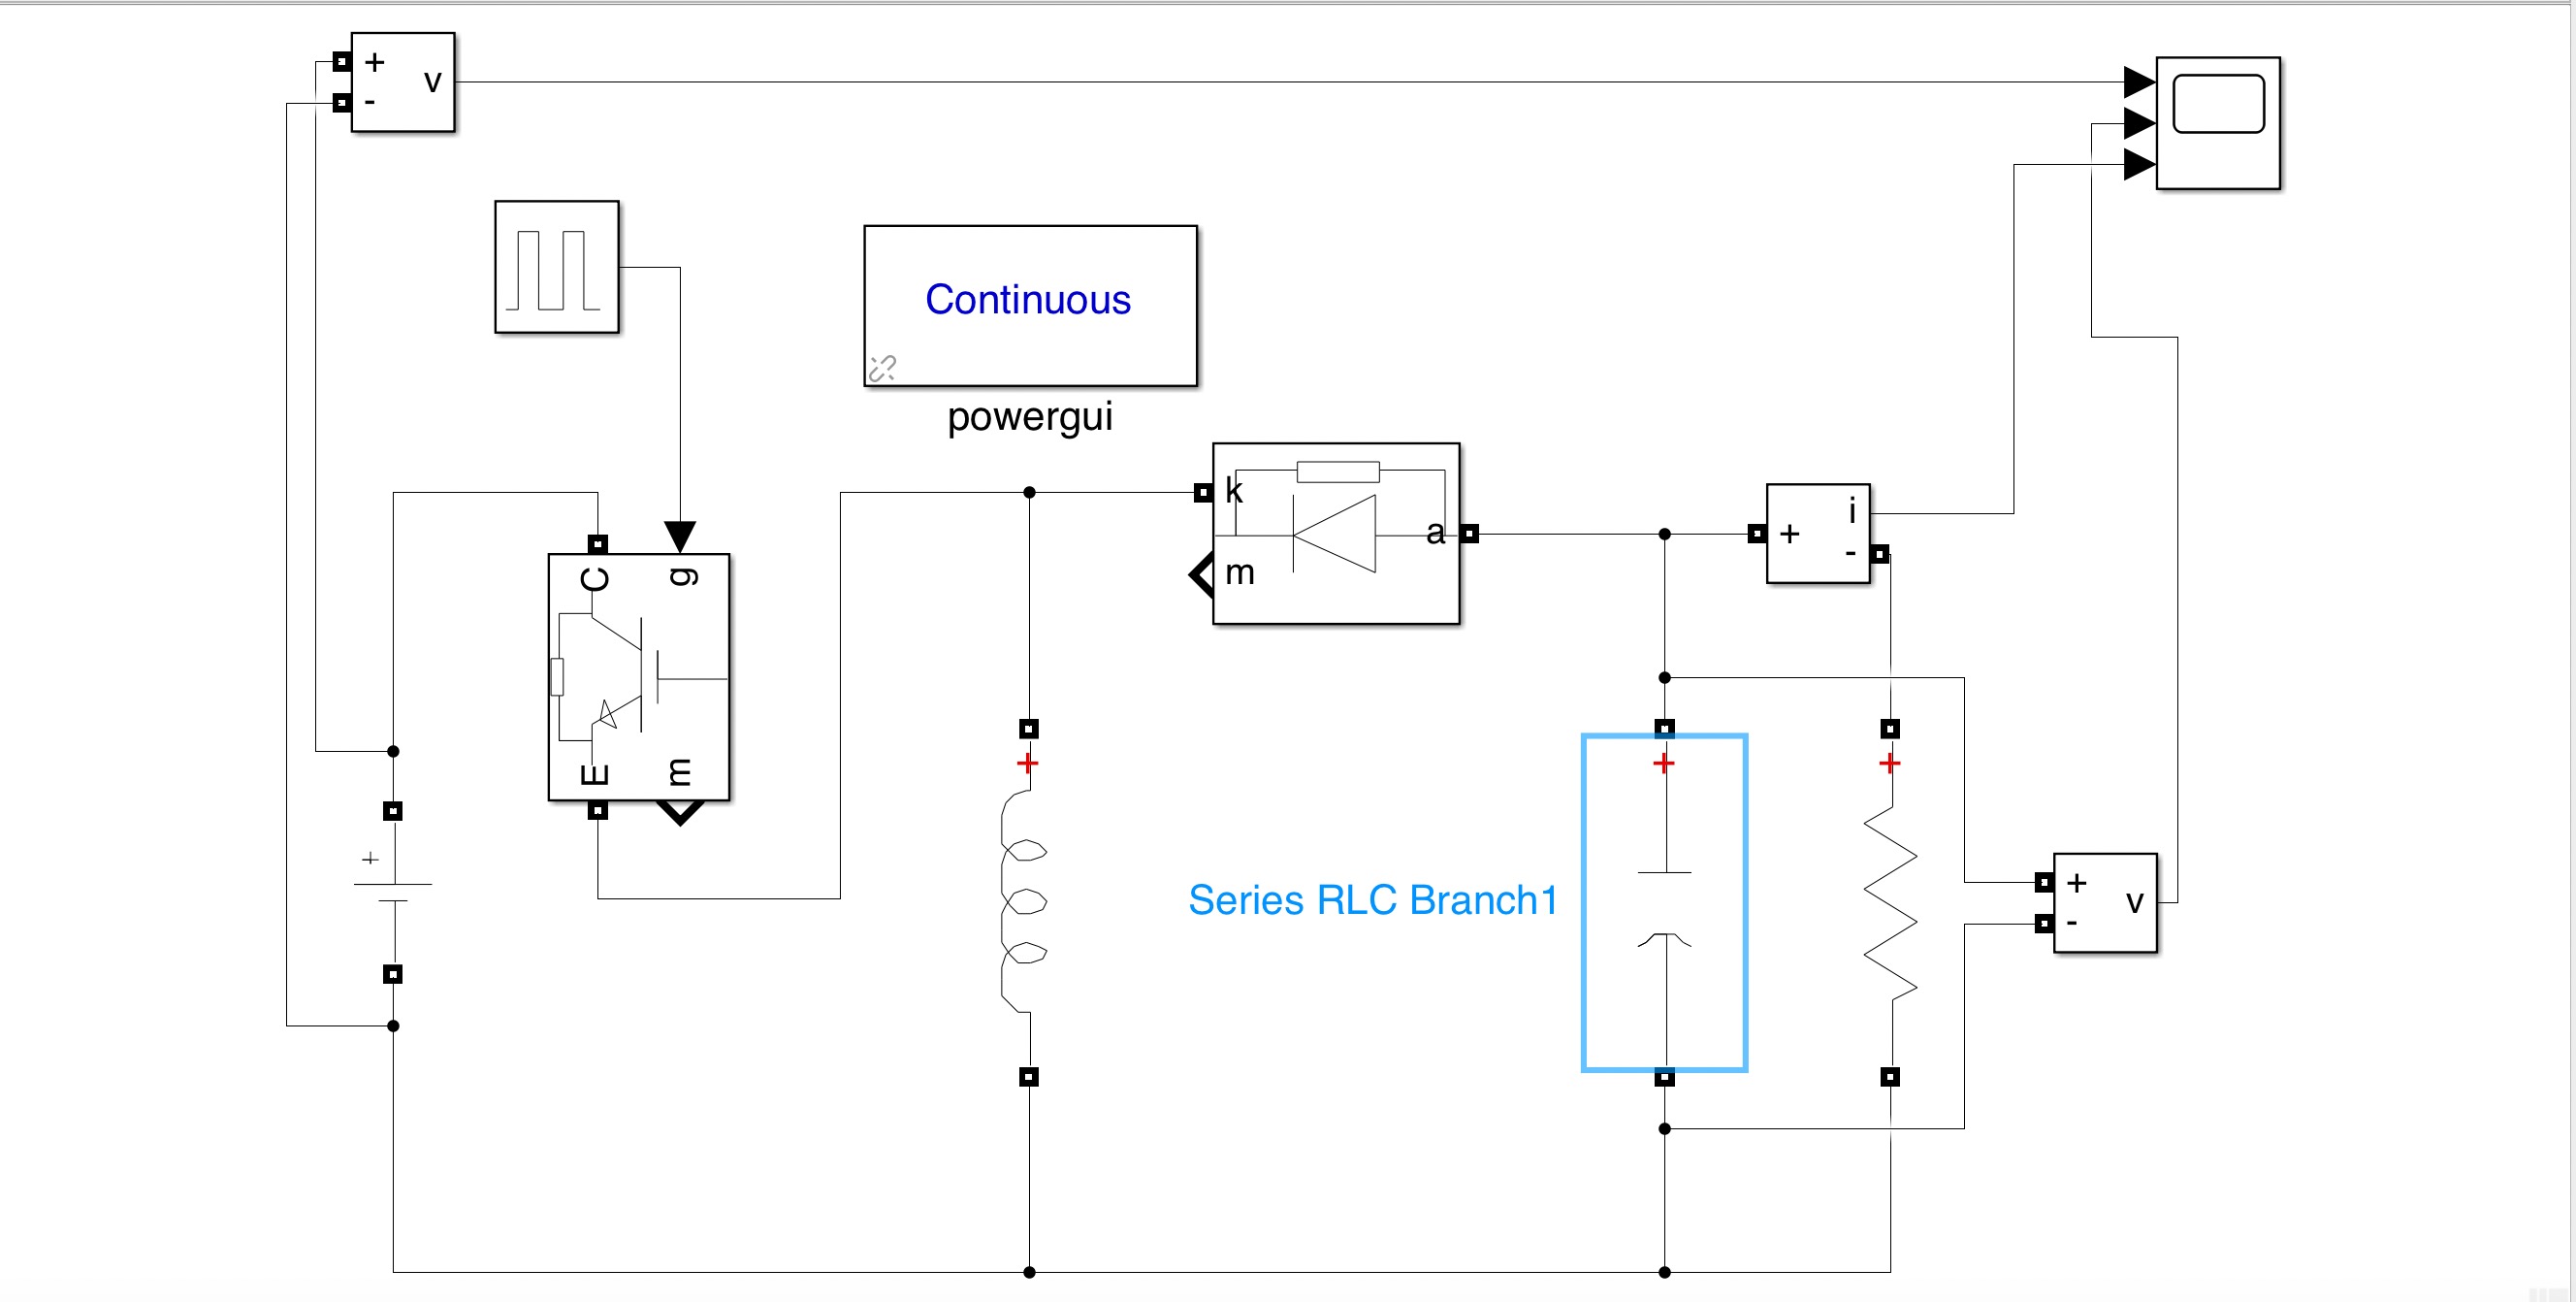 +
v
-
Continuous
powergui
k
a
m
i
+
-
C
g
E
m
+
+
+
+
Series RLC Branch1
+
v
-